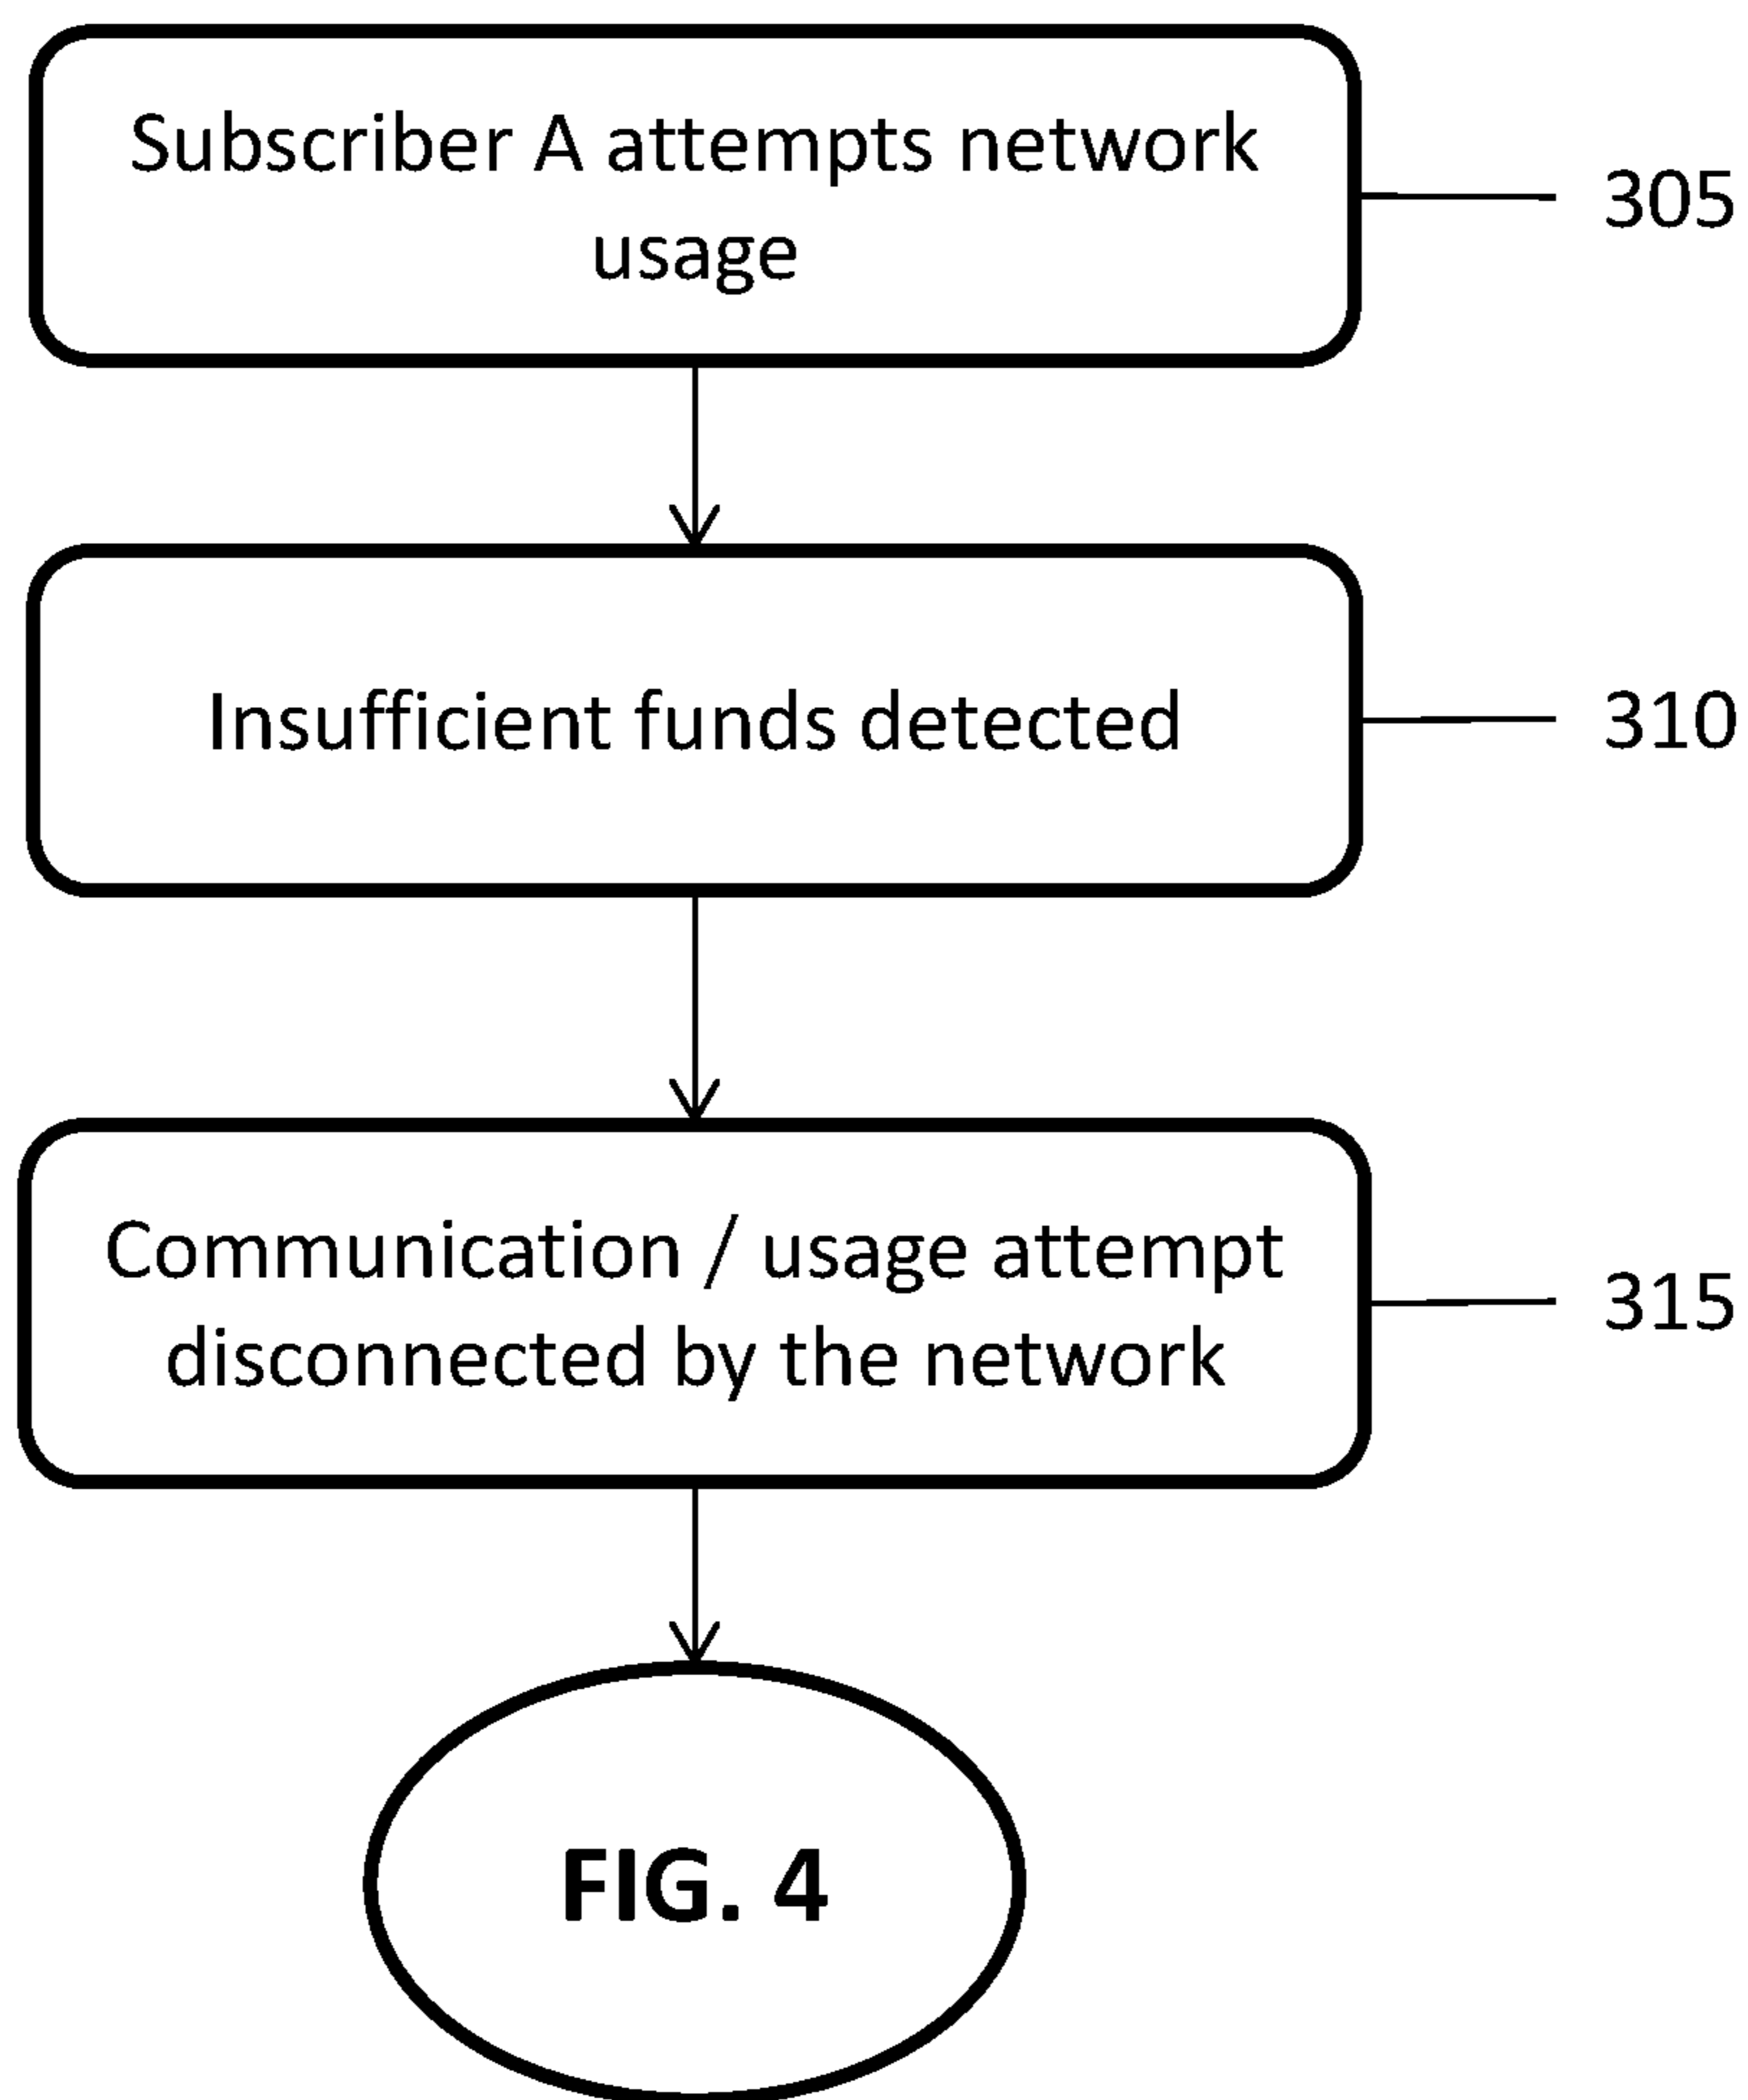 Subscriber A attempts network
usage
305
Insufficient funds detected
310
Communication / usage attempt
disconnected by the network
315
FIG. 4